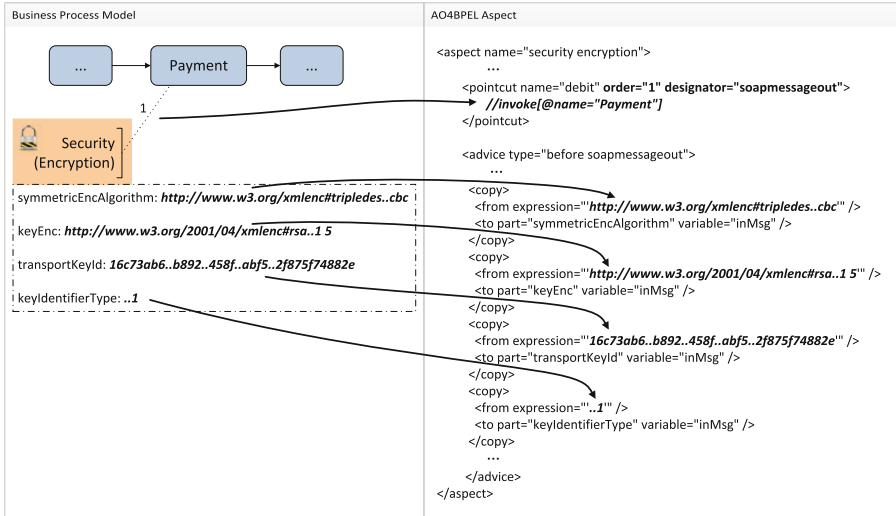 Business Process Model
...
Payment
...
1
Security
(Encryption)
symmetricEncAlgorithm: http://www.w3.org/xmlenc#tripledes..cbc
keyEnc: http://www.w3.org/2001/04/xmlenc#rsa..1 5
transportKeyId: 16c73ab6..b892..458f..abf5..2f875f74882e
keyIdentifierType: ..1
AO4BPEL Aspect
<aspect name="security encryption">
...
<pointcut name="debit" order="1" designator="soapmessageout">
//invoke[@name="Payment"]
</pointcut>
<advice type="before soapmessageout">
...
<copy>
<from expression="'http://www.w3.org/xmlenc#tripledes..cbc'" />
<to part="symmetricEncAlgorithm" variable="inMsg" />
</copy>
<copy>
<from expression="'http://www.w3.org/2001/04/xmlenc#rsa..1 5'" />
<to part="keyEnc" variable="inMsg" />
</copy>
<copy>
<from expression="'16c73ab6..b892..458f..abf5..2f875f74882e'" />
<to part="transportKeyId" variable="inMsg" />
</copy>
<copy>
<from expression="'..1'" />
<to part="keyIdentifierType" variable="inMsg" />
</copy>
...
</advice>
</aspect>